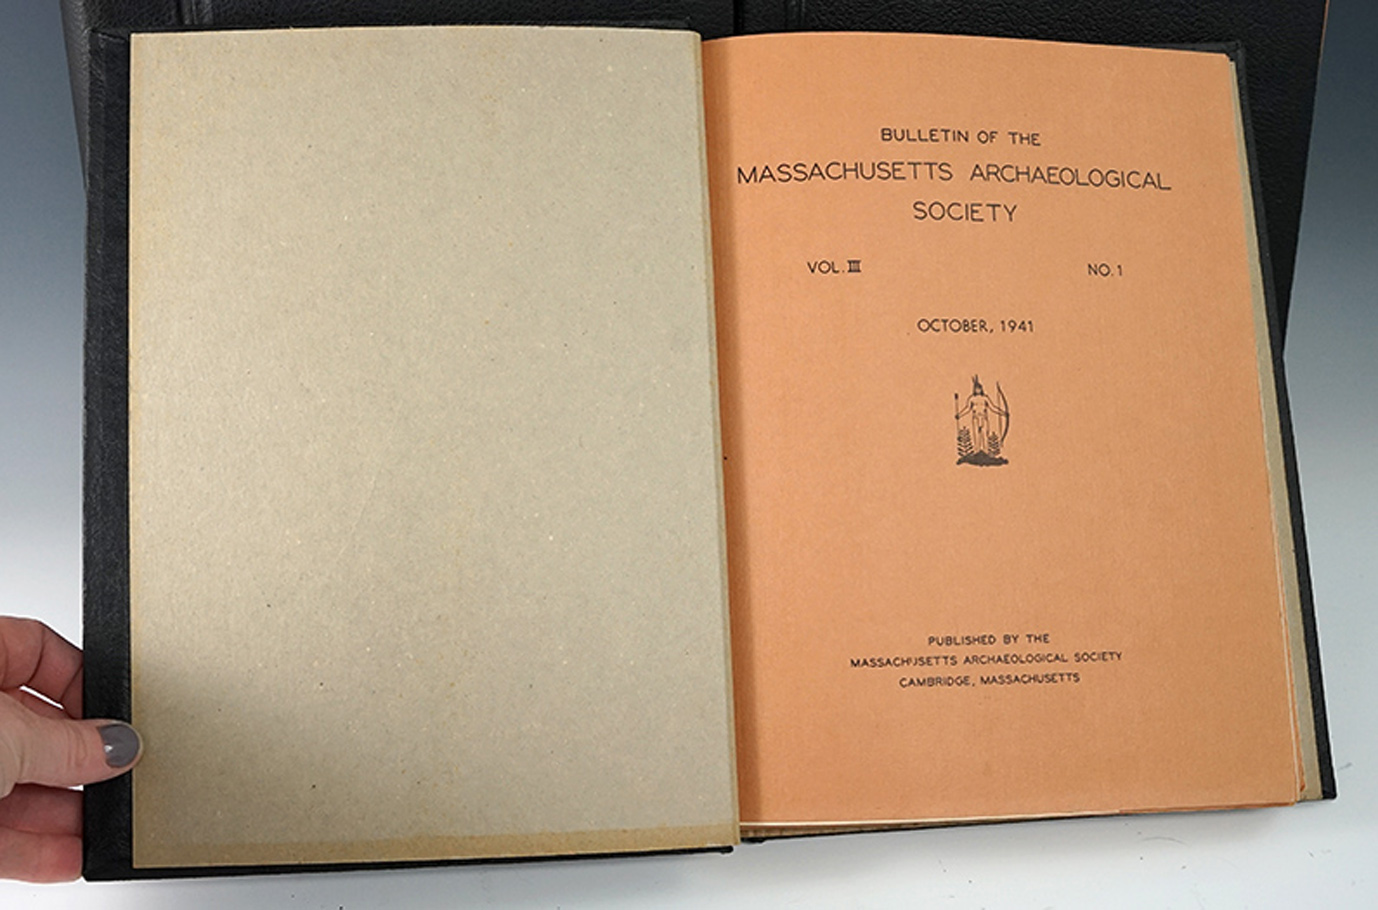 BULLETIN OF THE
MASSACHUSETTS ARCHAEOLOGICAL
SOCIETY
VOL. III NO. 1
OCTOBER, 1941
PUBLISHED BY THE
MASSACHUSETTS ARCHAEOLOGICAL SOCIETY
CAMBRIDGE, MASSACHUSETTS